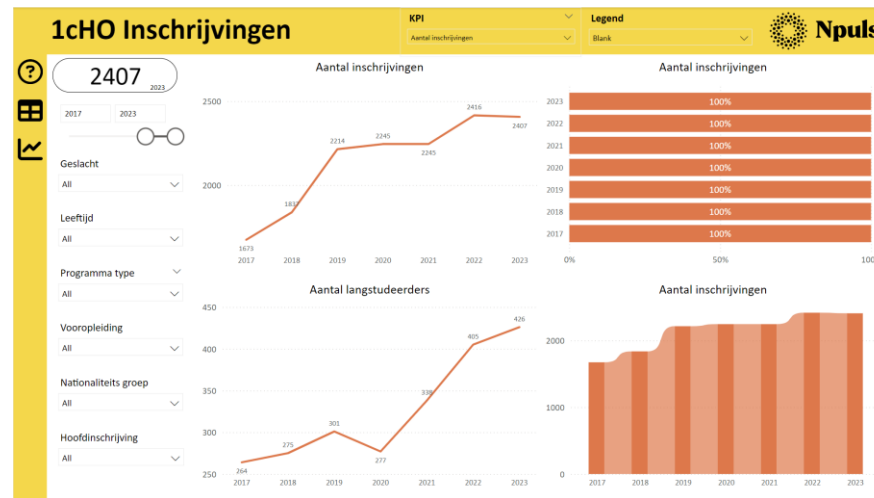 1cHO Inschrijvingen
KPI
Aantal inschrijvingen
Legend
Blank
Npuls
2407
2023
2017 2023
Geslacht
All
Leeftijd
All
Programma type
All
Vooropleiding
All
Nationaliteits groep
All
Hoofdinschrijving
All
Aantal inschrijvingen
2500
2000
1673
2214
2245
2245
2416
2407
2017 2018 2019 2020 2021 2022 2023
Aantal inschrijvingen
2023 100%
2022 100%
2021 100%
2020 100%
2019 100%
2018 100%
2017 100%
0% 50% 100
Aantal langstudeerders
450
400
350
300
250
264
275
301
277
405
426
2017 2018 2019 2020 2021 2022 2023
Aantal inschrijvingen
2000
1000
0
2017 2018 2019 2020 2021 2022 2023